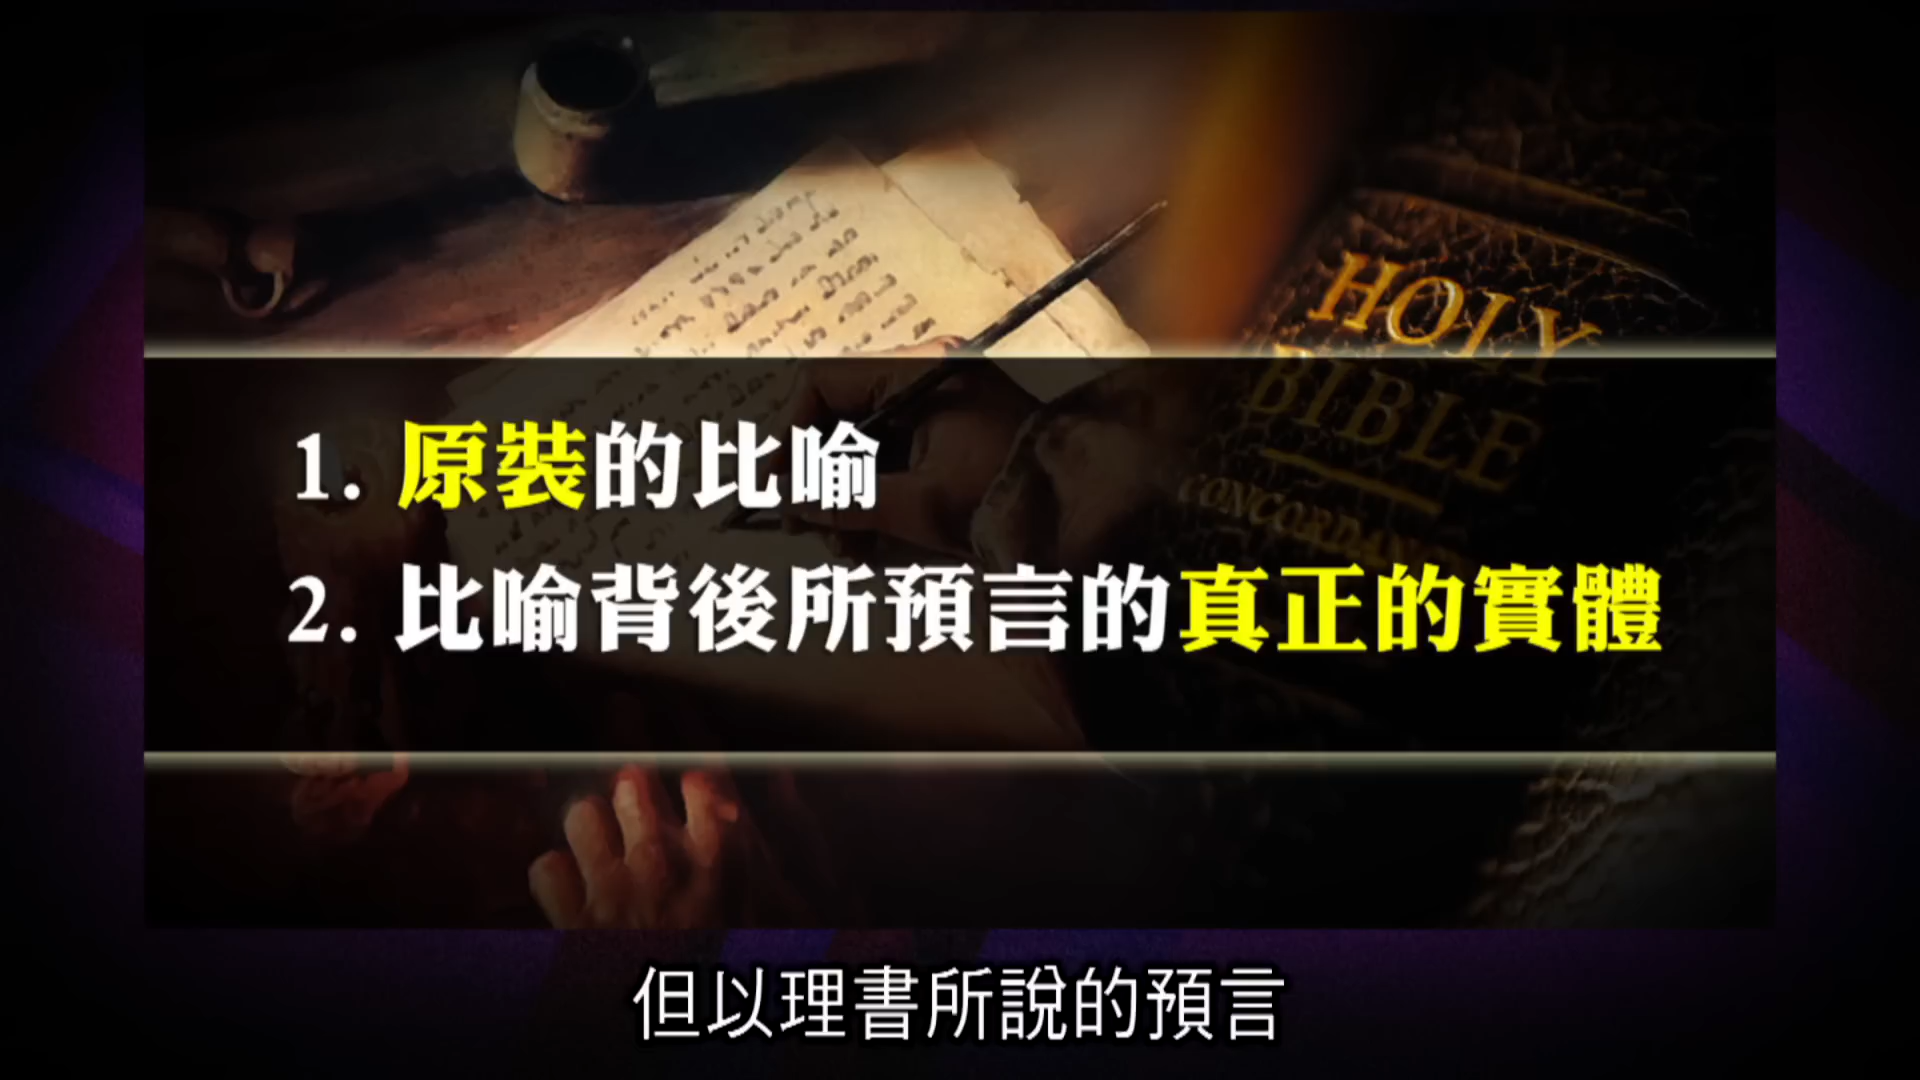 HOLY
BIBLE
CONCORDANC
1. 原裝的比喻
2. 比喻背後所預言的真正的實體
但以理書所說的預言